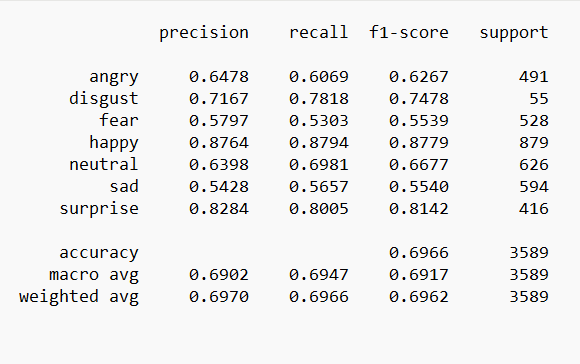 precision recall f1-score support
angry 0.6478 0.6069 0.6267 491
disgust 0.7167 0.7818 0.7478 55
fear 0.5797 0.5303 0.5539 528
happy 0.8764 0.8794 0.8779 879
neutral 0.6398 0.6981 0.6677 626
sad 0.5428 0.5657 0.5540 594
surprise 0.8284 0.8005 0.8142 416
accuracy 0.6966 3589
macro avg 0.6902 0.6947 0.6917 3589
weighted avg 0.6970 0.6966 0.6962 3589